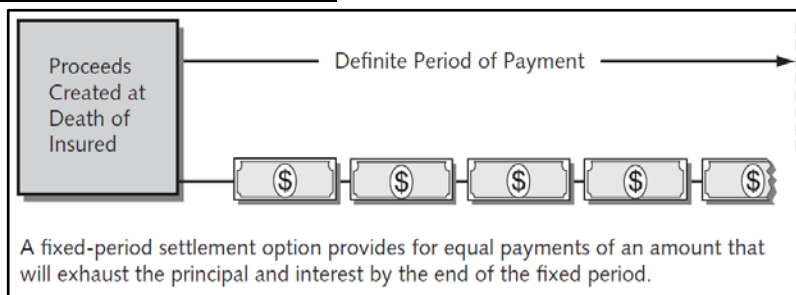 Proceeds
Created at
Death of
Insured
Definite Period of Payment
$ $ $ $ $
A fixed-period settlement option provides for equal payments of an amount that
will exhaust the principal and interest by the end of the fixed period.